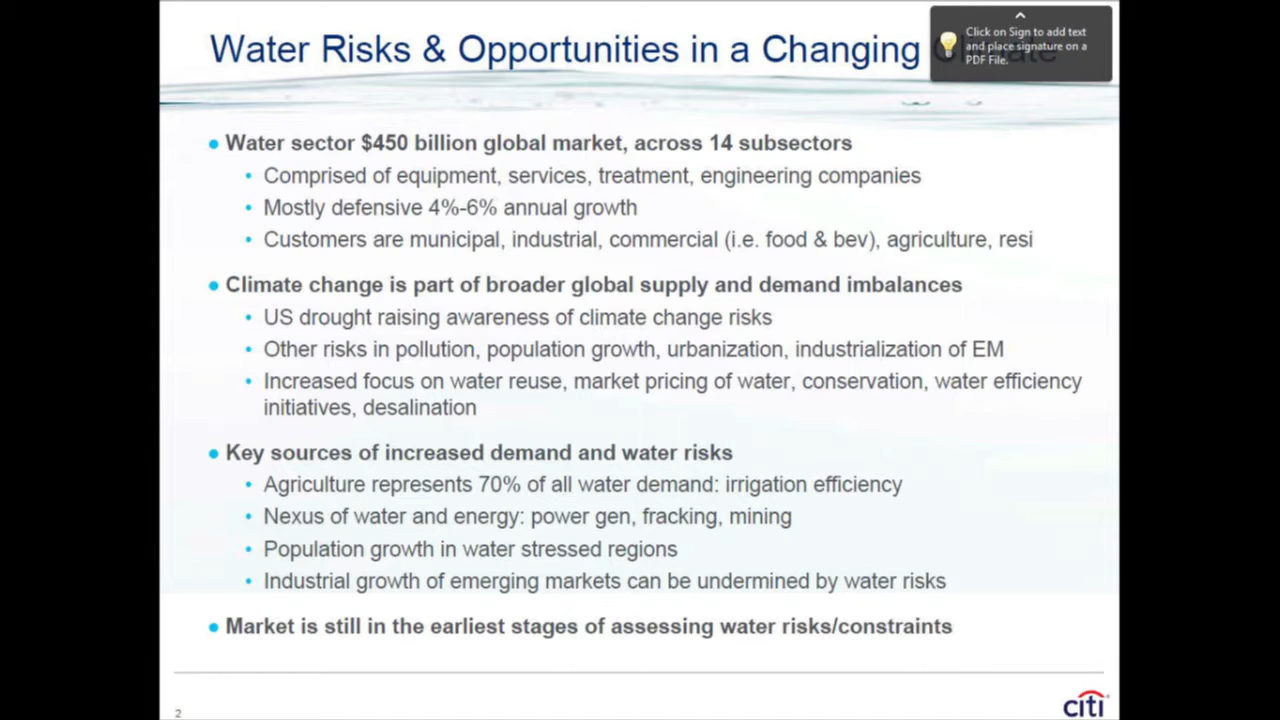 Water Risks & Opportunities in a Changing
Click on Sign to add text
and place signature on a
PDF File.
● Water sector $450 billion global market, across 14 subsectors
• Comprised of equipment, services, treatment, engineering companies
• Mostly defensive 4%-6% annual growth
• Customers are municipal, industrial, commercial (i.e. food & bev), agriculture, resi
● Climate change is part of broader global supply and demand imbalances
• US drought raising awareness of climate change risks
• Other risks in pollution, population growth, urbanization, industrialization of EM
• Increased focus on water reuse, market pricing of water, conservation, water efficiency
initiatives, desalination
● Key sources of increased demand and water risks
• Agriculture represents 70% of all water demand: irrigation efficiency
• Nexus of water and energy: power gen, fracking, mining
• Population growth in water stressed regions
• Industrial growth of emerging markets can be undermined by water risks
● Market is still in the earliest stages of assessing water risks/constraints
2
citi